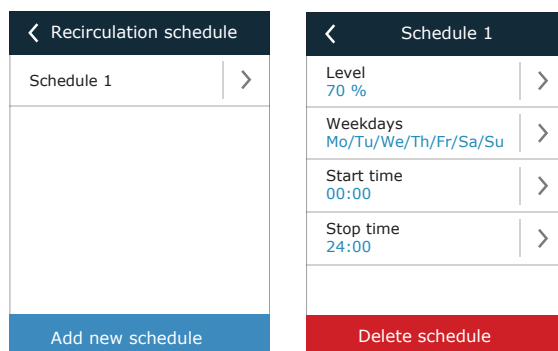 Recirculation schedule
Schedule 1
Add new schedule
Schedule 1
Level
70 %
Weekdays
Mo/Tu/We/Th/Fr/Sa/Su
Start time
00:00
Stop time
24:00
Delete schedule